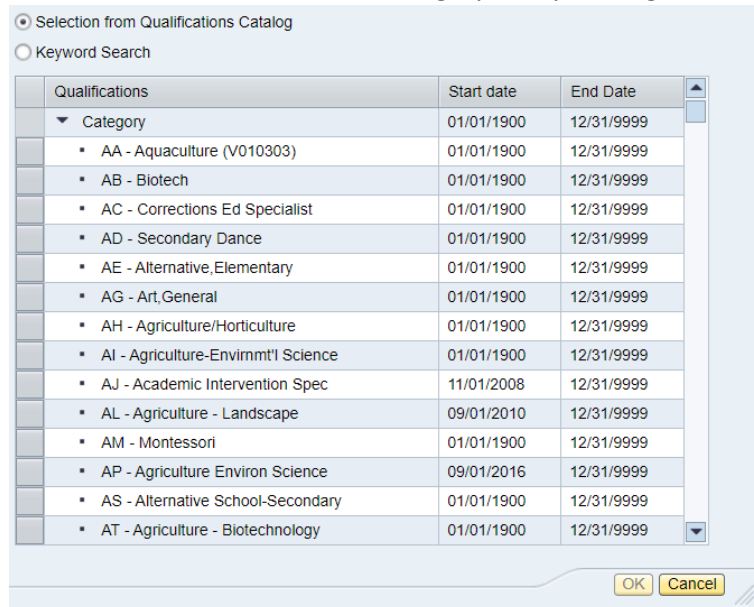 Selection from Qualifications Catalog
Keyword Search
Qualifications Start date End Date
Category 01/01/1900 12/31/9999
AA - Aquaculture (V010303) 01/01/1900 12/31/9999
AB - Biotech 01/01/1900 12/31/9999
AC - Corrections Ed Specialist 01/01/1900 12/31/9999
AD - Secondary Dance 01/01/1900 12/31/9999
AE - Alternative,Elementary 01/01/1900 12/31/9999
AG - Art,General 01/01/1900 12/31/9999
AH - Agriculture/Horticulture 01/01/1900 12/31/9999
AI - Agriculture-Envirnmt'l Science 01/01/1900 12/31/9999
AJ - Academic Intervention Spec 11/01/2008 12/31/9999
AL - Agriculture - Landscape 09/01/2010 12/31/9999
AM - Montessori 01/01/1900 12/31/9999
AP - Agriculture Environ Science 09/01/2016 12/31/9999
AS - Alternative School-Secondary 01/01/1900 12/31/9999
AT - Agriculture - Biotechnology 01/01/1900 12/31/9999
OK Cancel